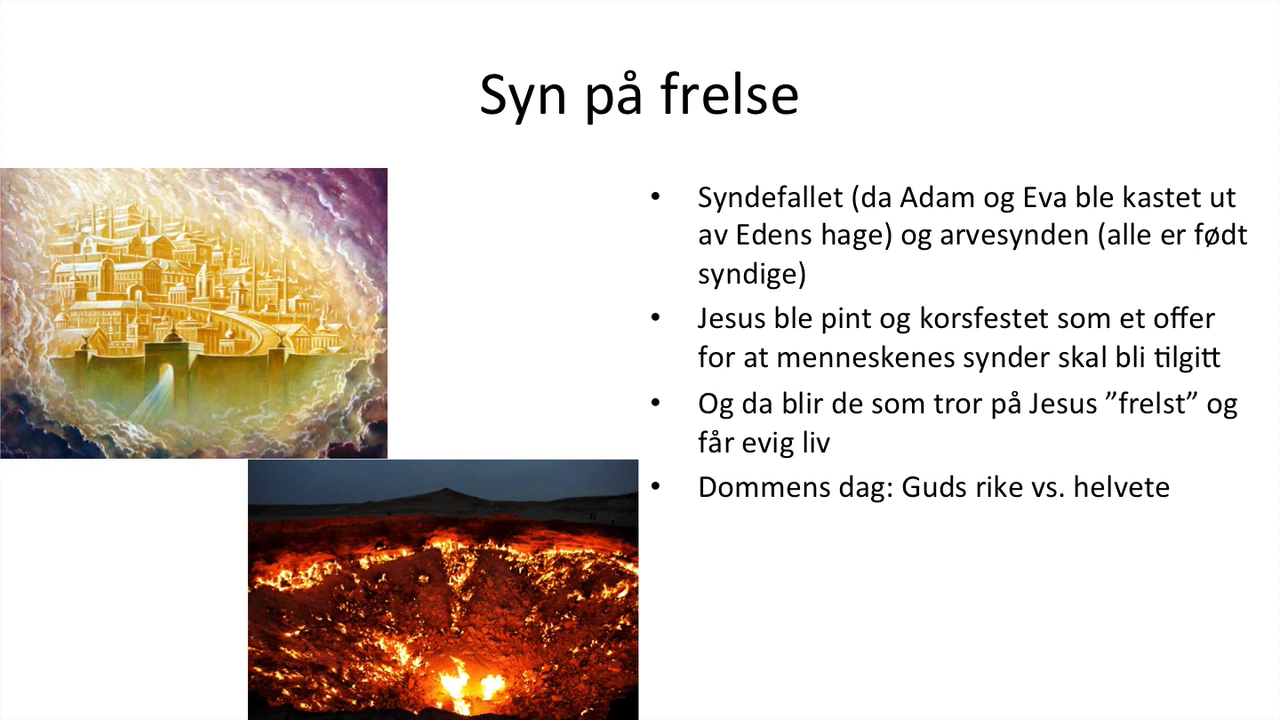 Syn på frelse
• Syndefallet (da Adam og Eva ble kastet ut
av Edens hage) og arvesynden (alle er født
syndige)
• Jesus ble pint og korsfestet som et offer
for at menneskenes synder skal bli tilgitt
• Og da blir de som tror på Jesus ”frelst” og
får evig liv
• Dommens dag: Guds rike vs. helvete